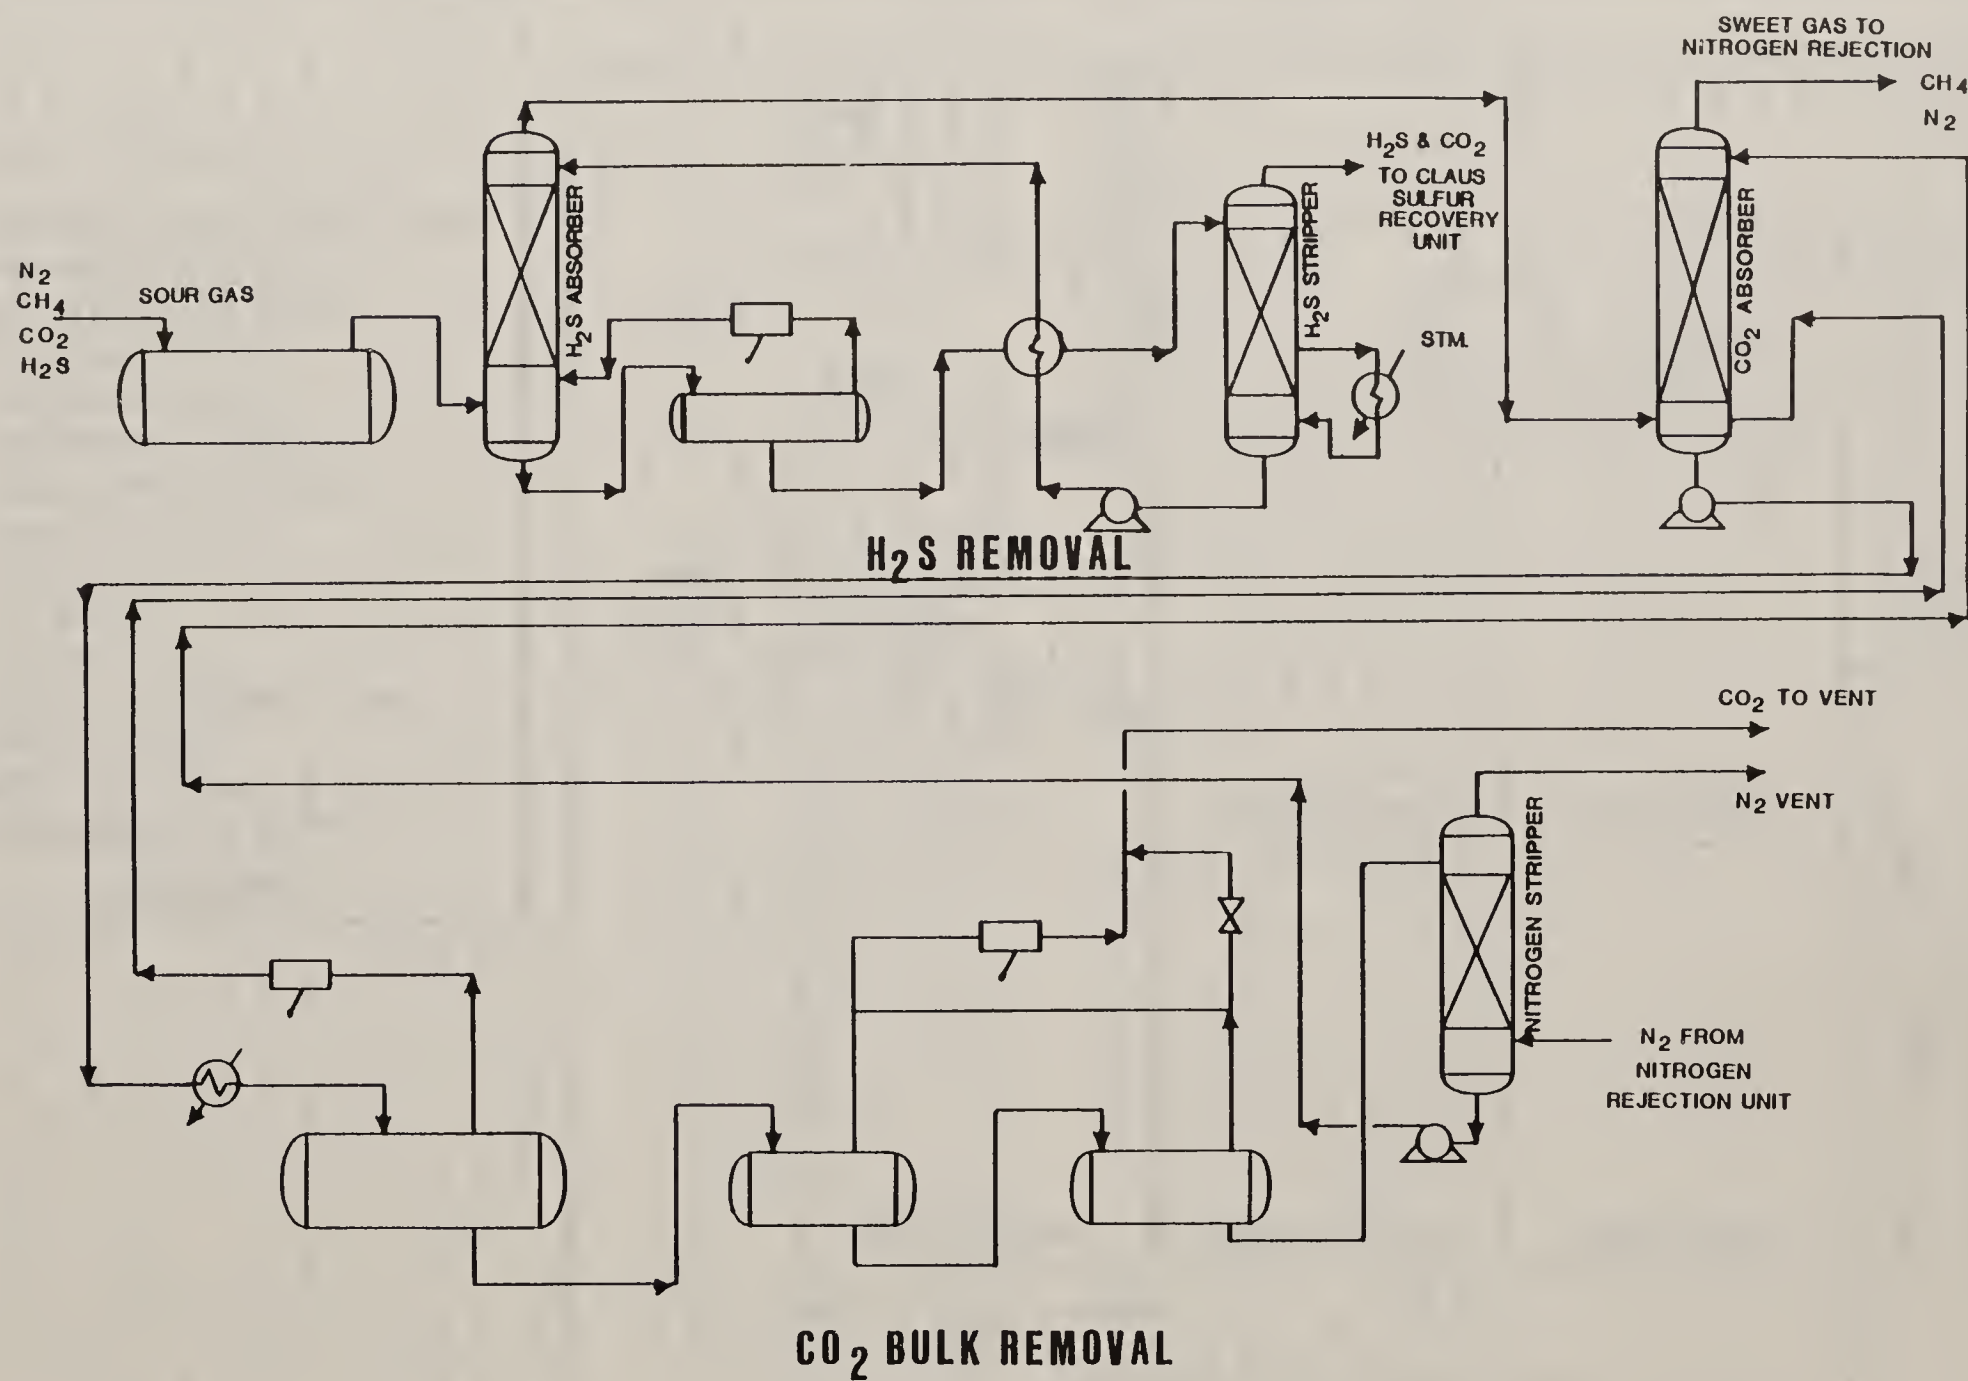 SWEET GAS TO
NITROGEN REJECTION
CH4
N2
H2S & CO2
TO CLAUS
SULFUR
RECOVERY
UNIT
H2S ABSORBER
H2S STRIPPER
CO2 ABSORBER
N2
CH4
CO2
H2S
SOUR GAS
STM.
H2S REMOVAL
CO2 TO VENT
N2 VENT
NITROGEN STRIPPER
N2 FROM
NITROGEN
REJECTION UNIT
CO2 BULK REMOVAL